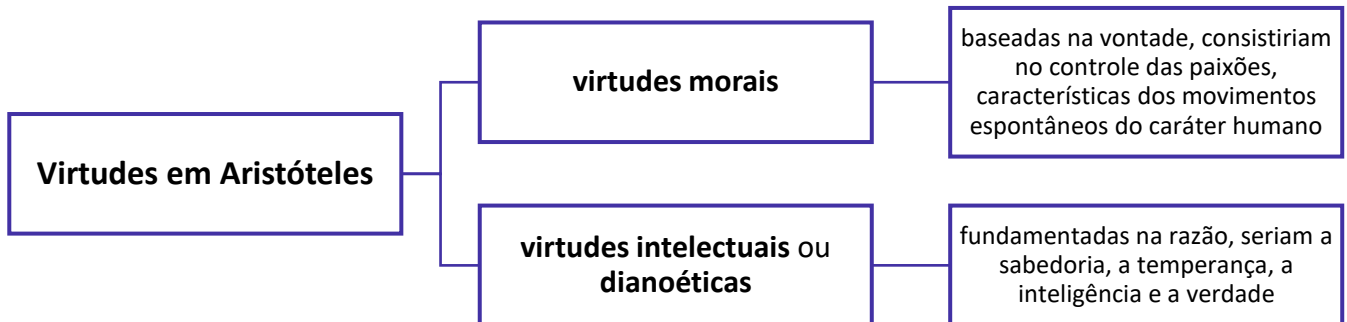 Virtudes em Aristóteles
virtudes morais
baseadas na vontade, consistiriam
no controle das paixões,
características dos movimentos
espontâneos do caráter humano
virtudes intelectuais ou
dianoéticas
fundamentadas na razão, seriam a
sabedoria, a temperança, a
inteligência e a verdade